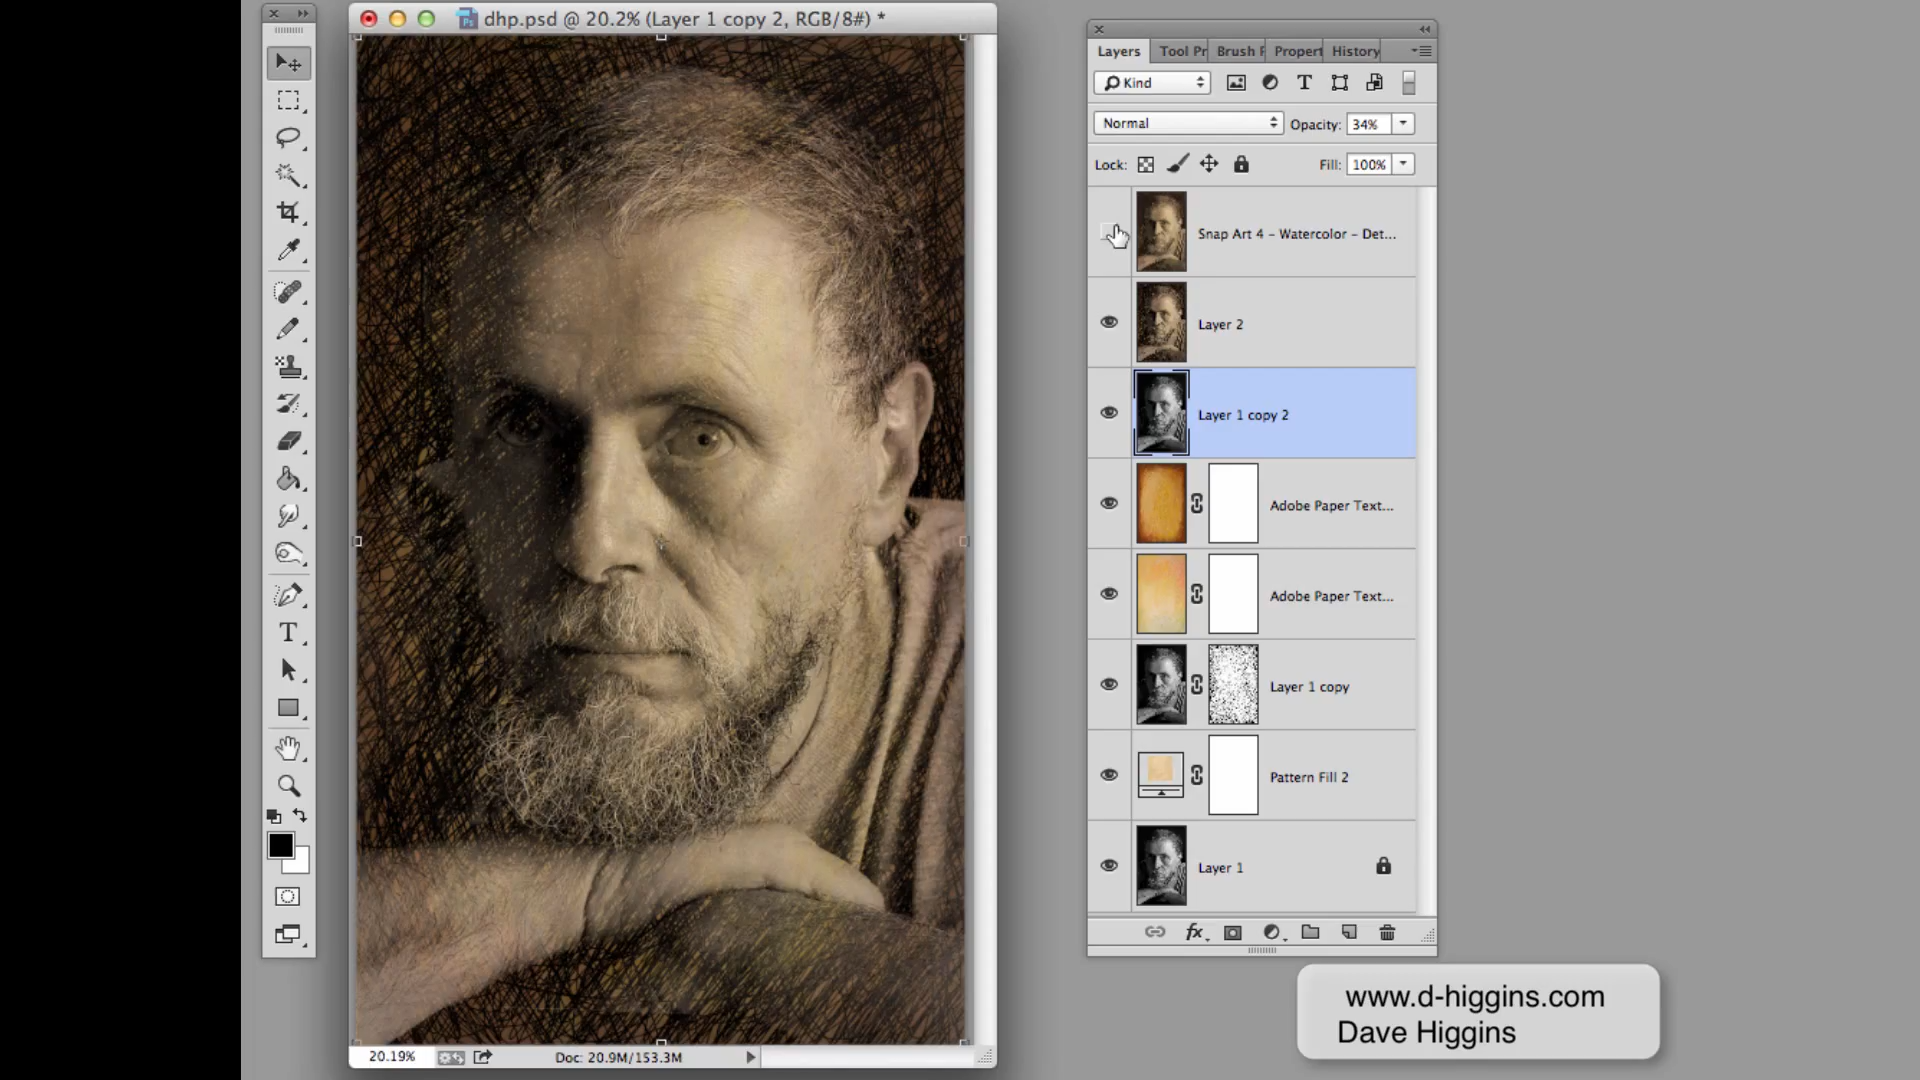 dhp.psd @ 20.2% (Layer 1 copy 2, RGB/8#) *
Layers
Tool Pr
Brush P
Propert
History
Kind
Normal
Opacity: 34%
Lock:
Fill: 100%
Snap Art 4 - Watercolor - Det...
Layer 2
Layer 1 copy 2
Adobe Paper Text...
Adobe Paper Text...
Layer 1 copy
Pattern Fill 2
Layer 1
fx
20.19%
Doc: 20.9M/153.3M
www.d-higgins.com
Dave Higgins